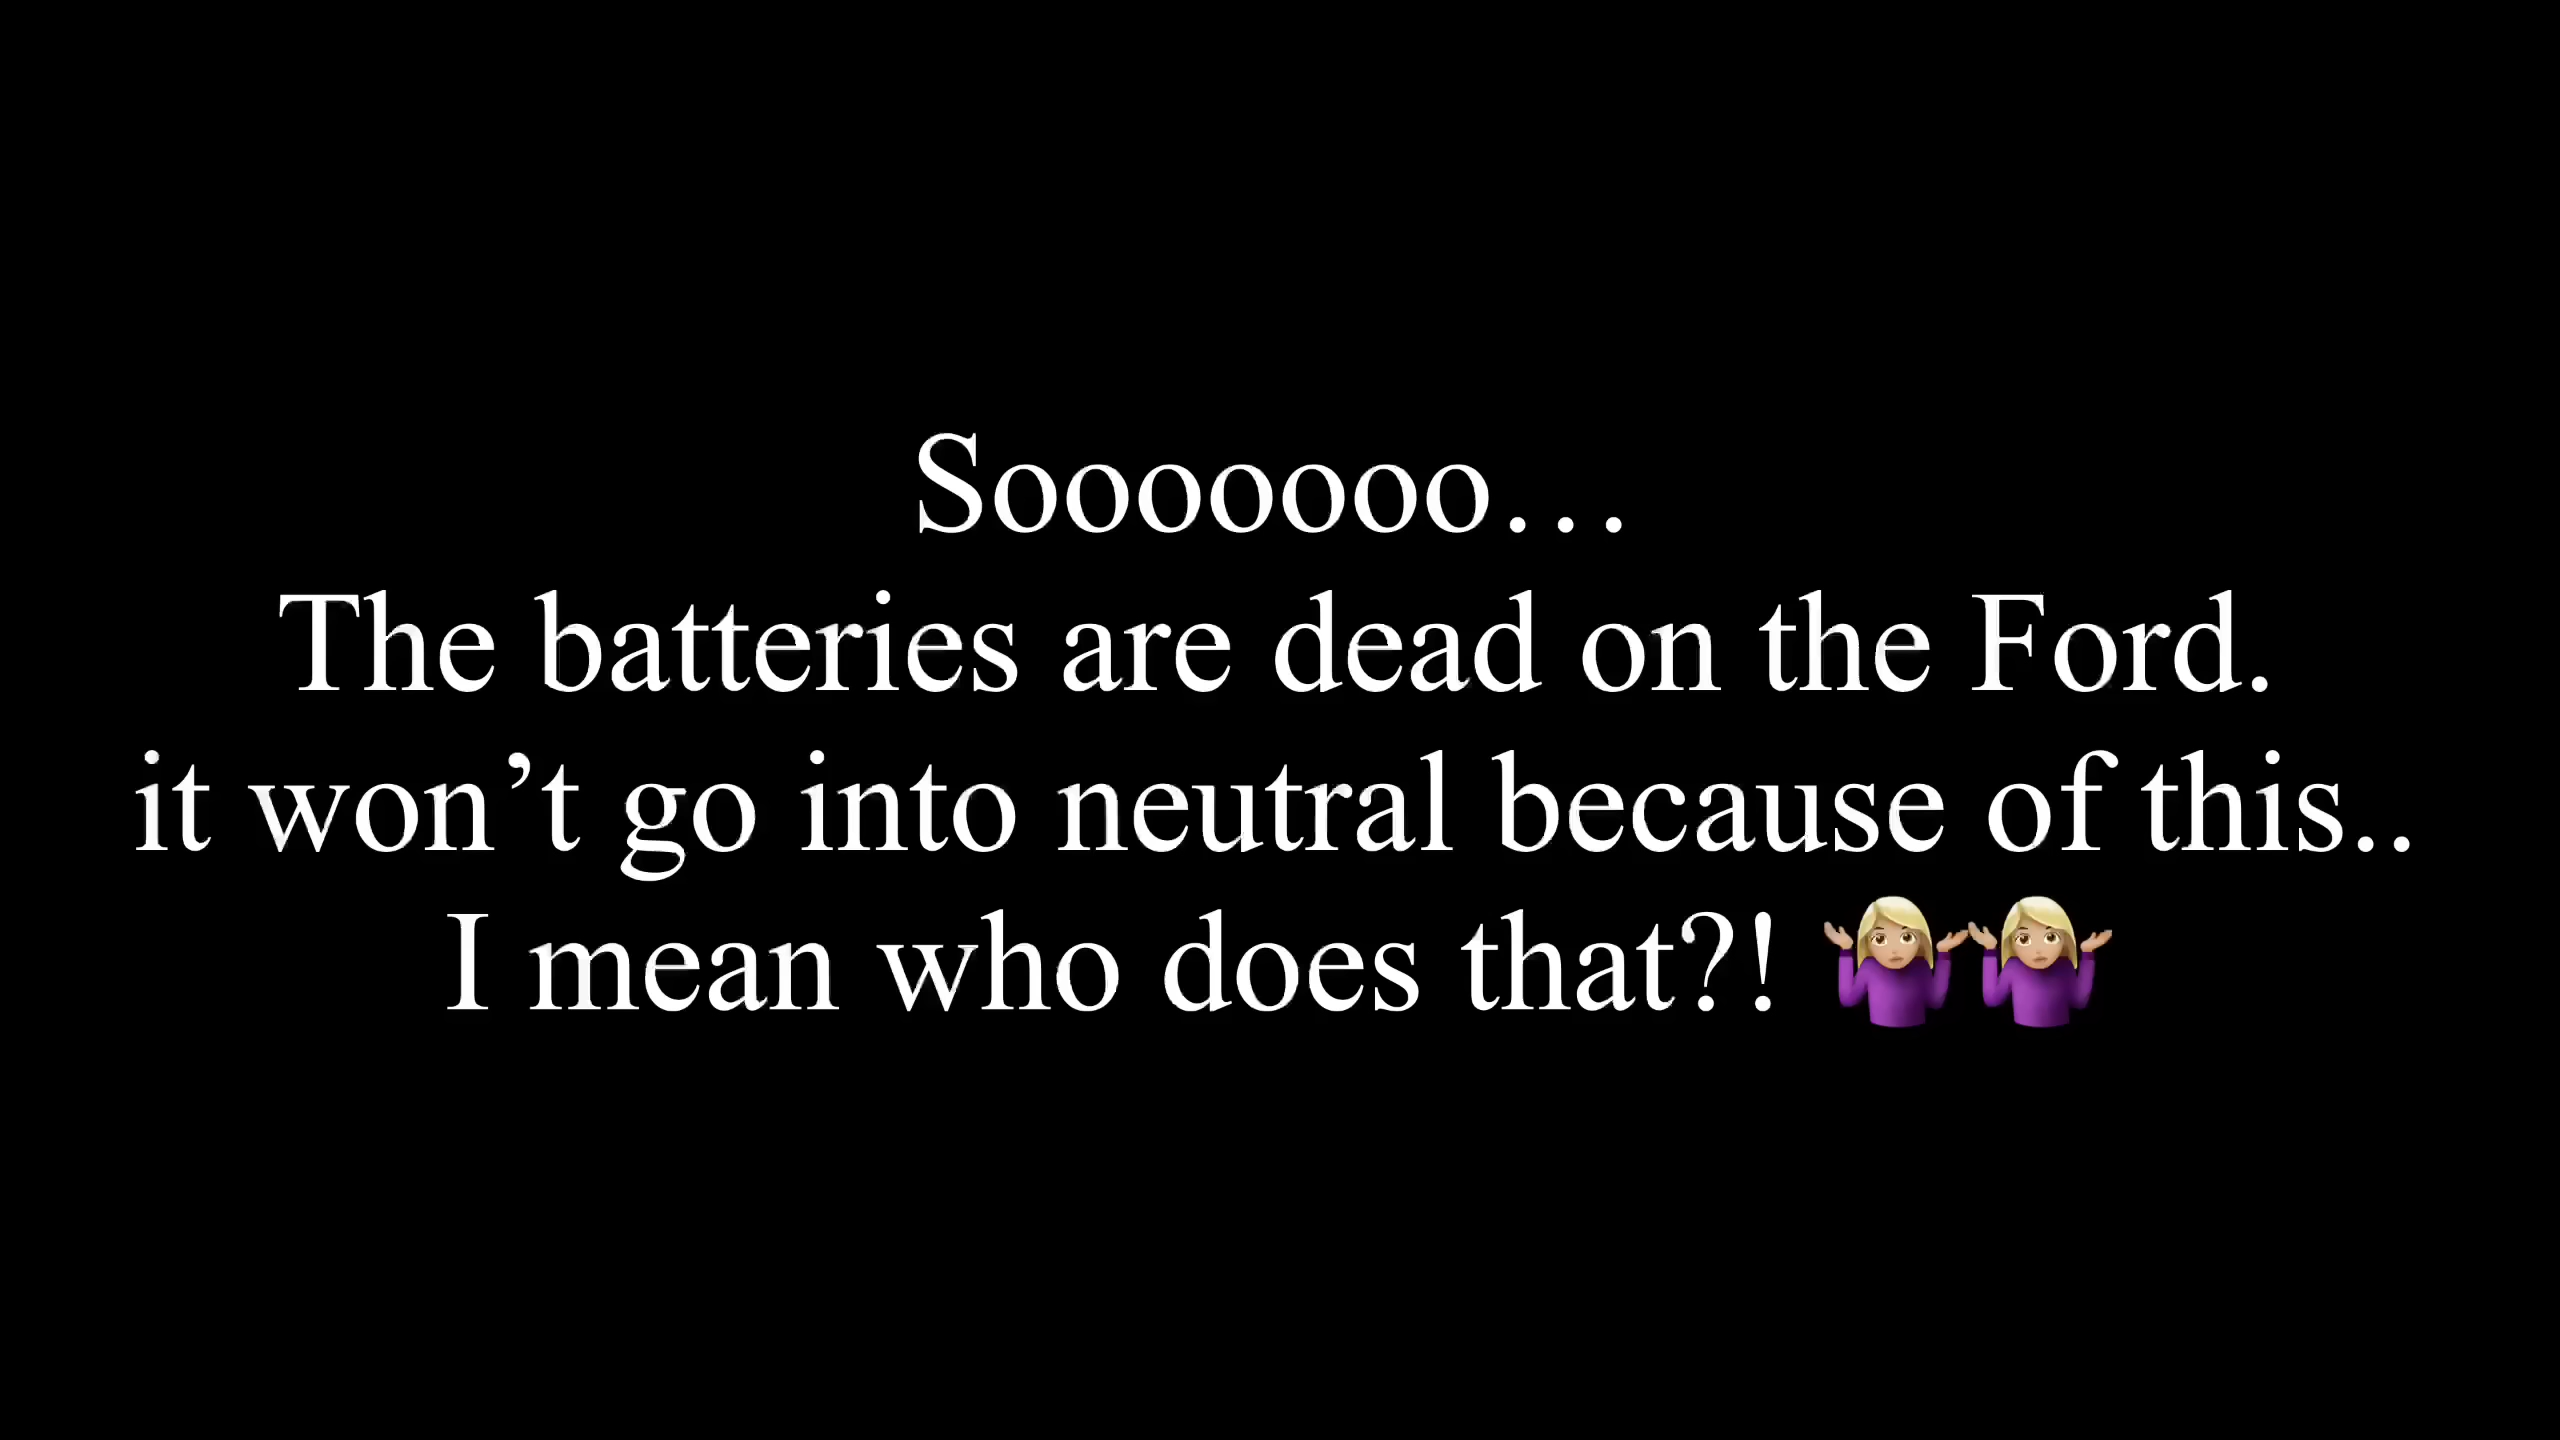 Sooooooo…
The batteries are dead on the Ford.
it won’t go into neutral because of this..
I mean who does that?! 🤷🏼‍♀️🤷🏼‍♀️